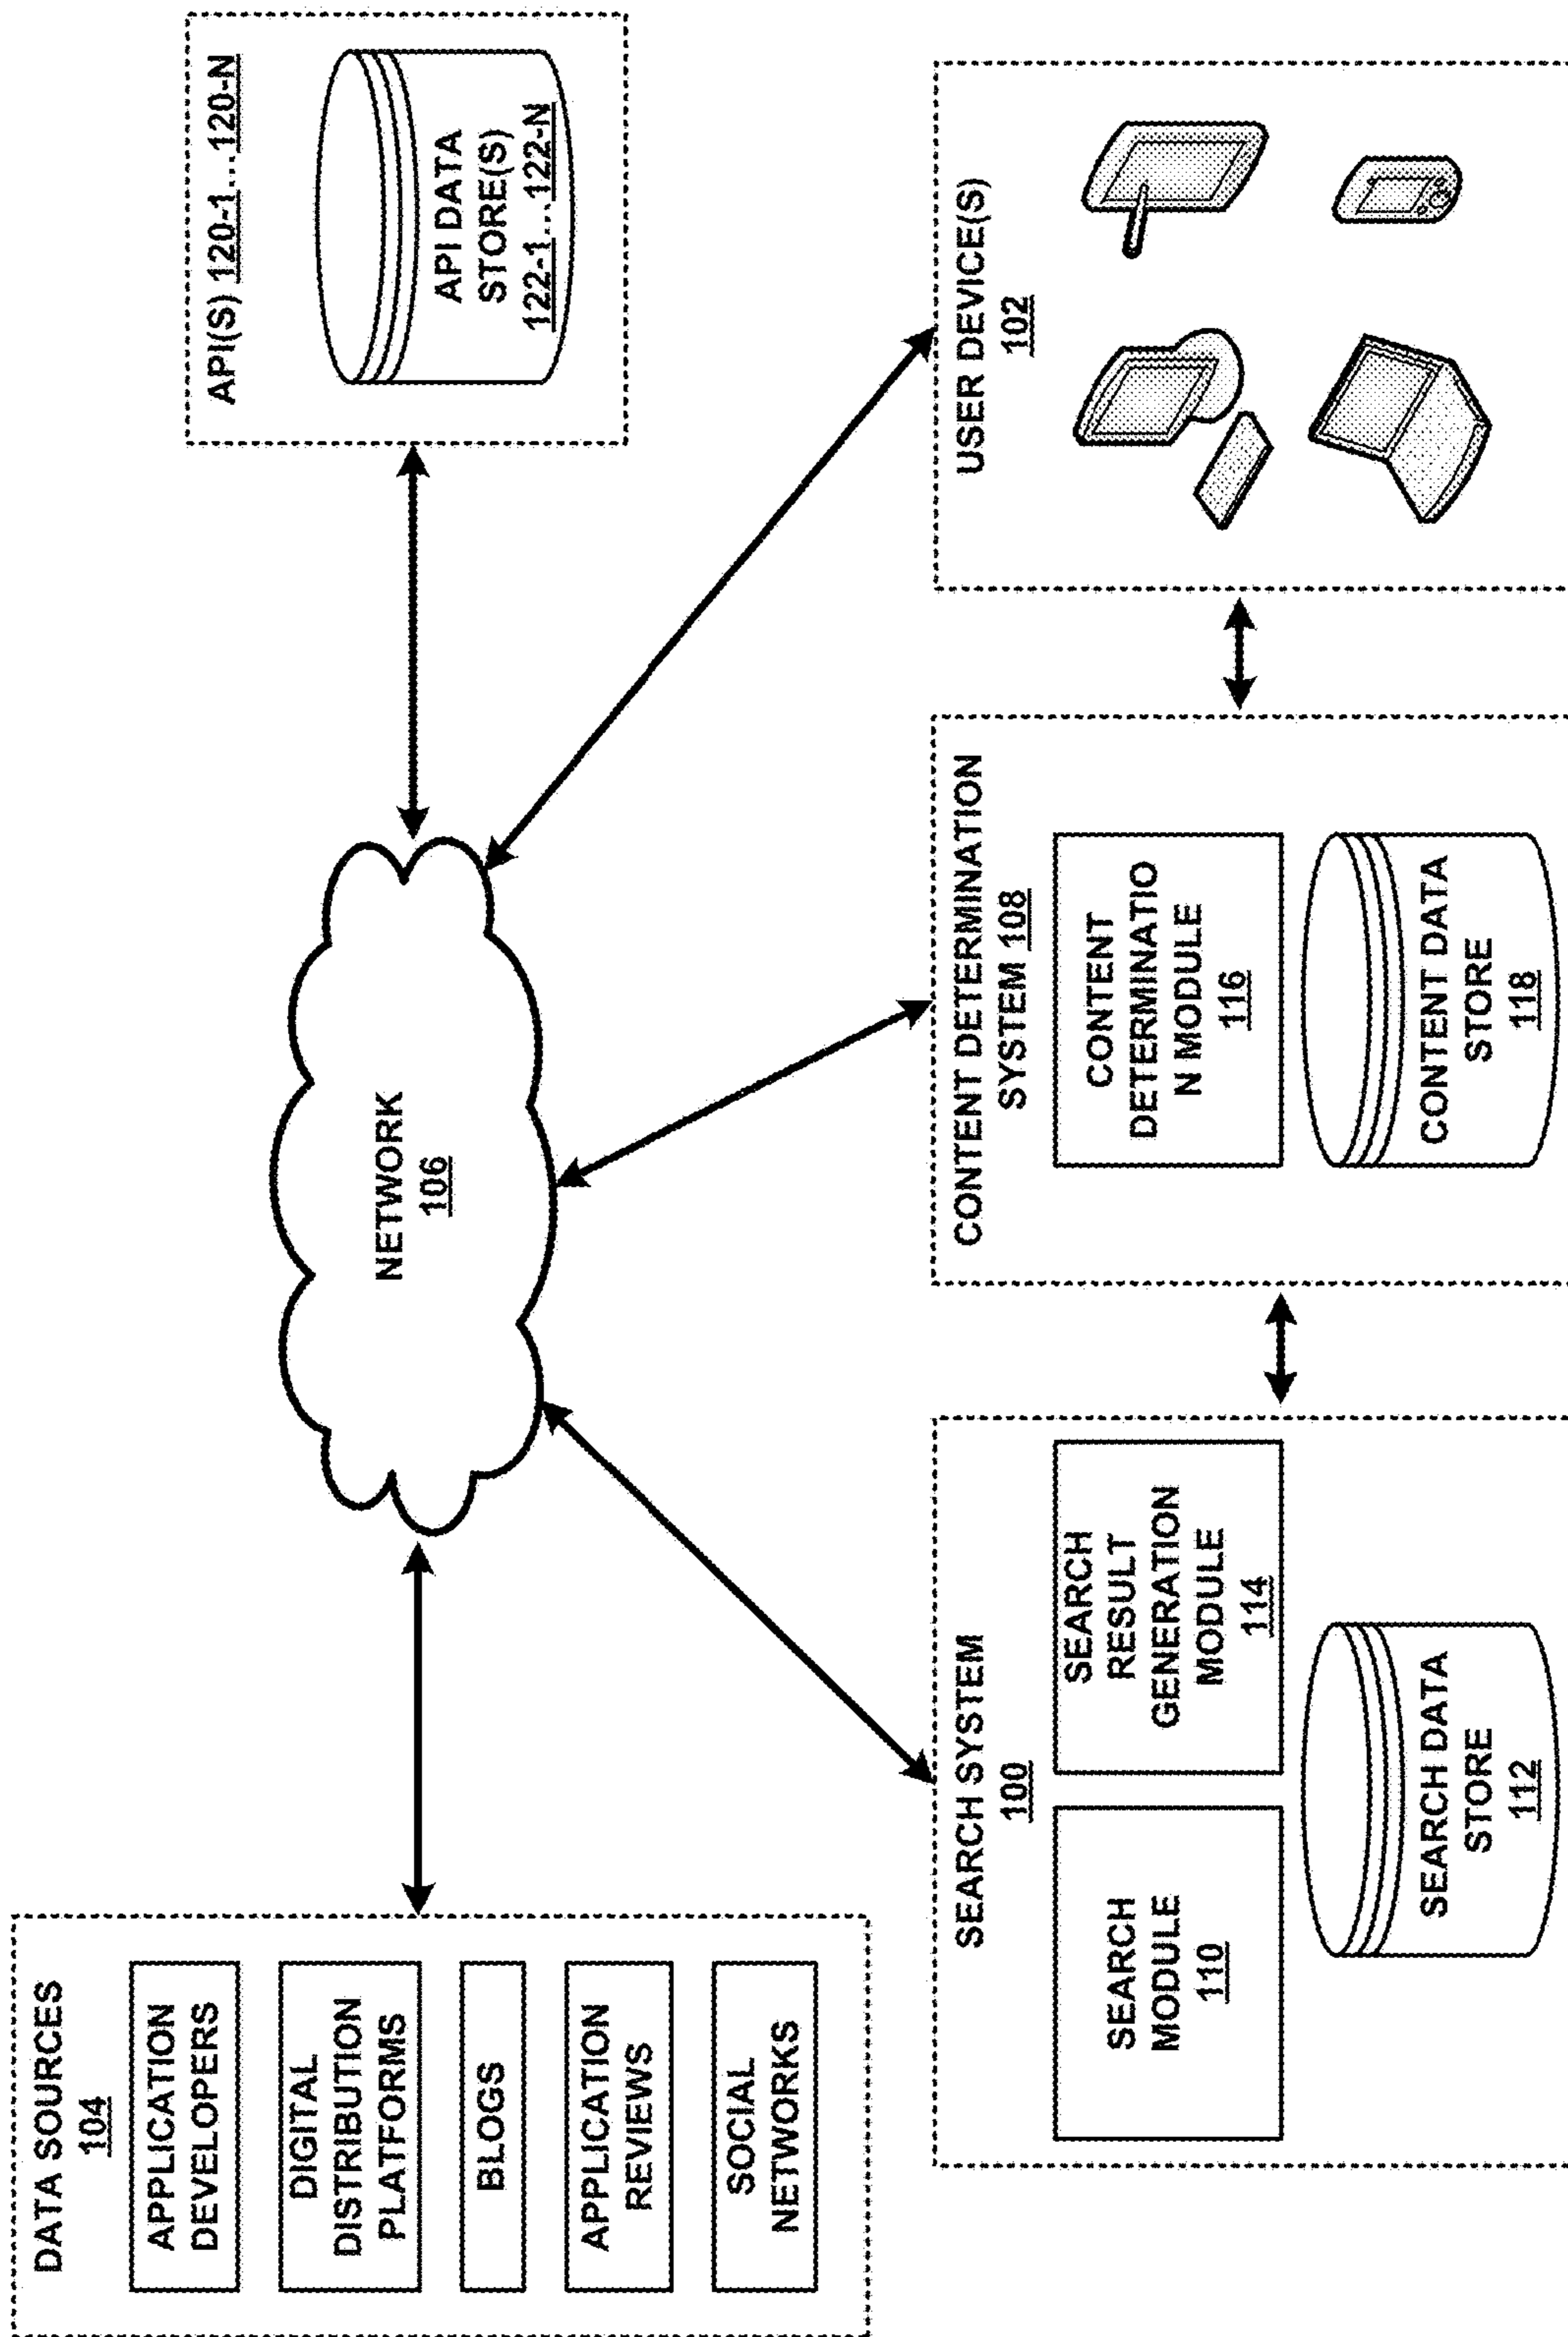 DATA SOURCES
104
APPLICATION
DEVELOPERS
DIGITAL
DISTRIBUTION
PLATFORMS
BLOGS
APPLICATION
REVIEWS
SOCIAL
NETWORKS
NETWORK
106
API(S) 120-1...120-N
API DATA
STORE(S)
122-1...122-N
SEARCH SYSTEM
100
SEARCH
MODULE
110
SEARCH
RESULT
GENERATION
MODULE
114
SEARCH DATA
STORE
112
CONTENT DETERMINATION
SYSTEM 108
CONTENT
DETERMINATIO
N MODULE
116
CONTENT DATA
STORE
118
USER DEVICE(S)
102